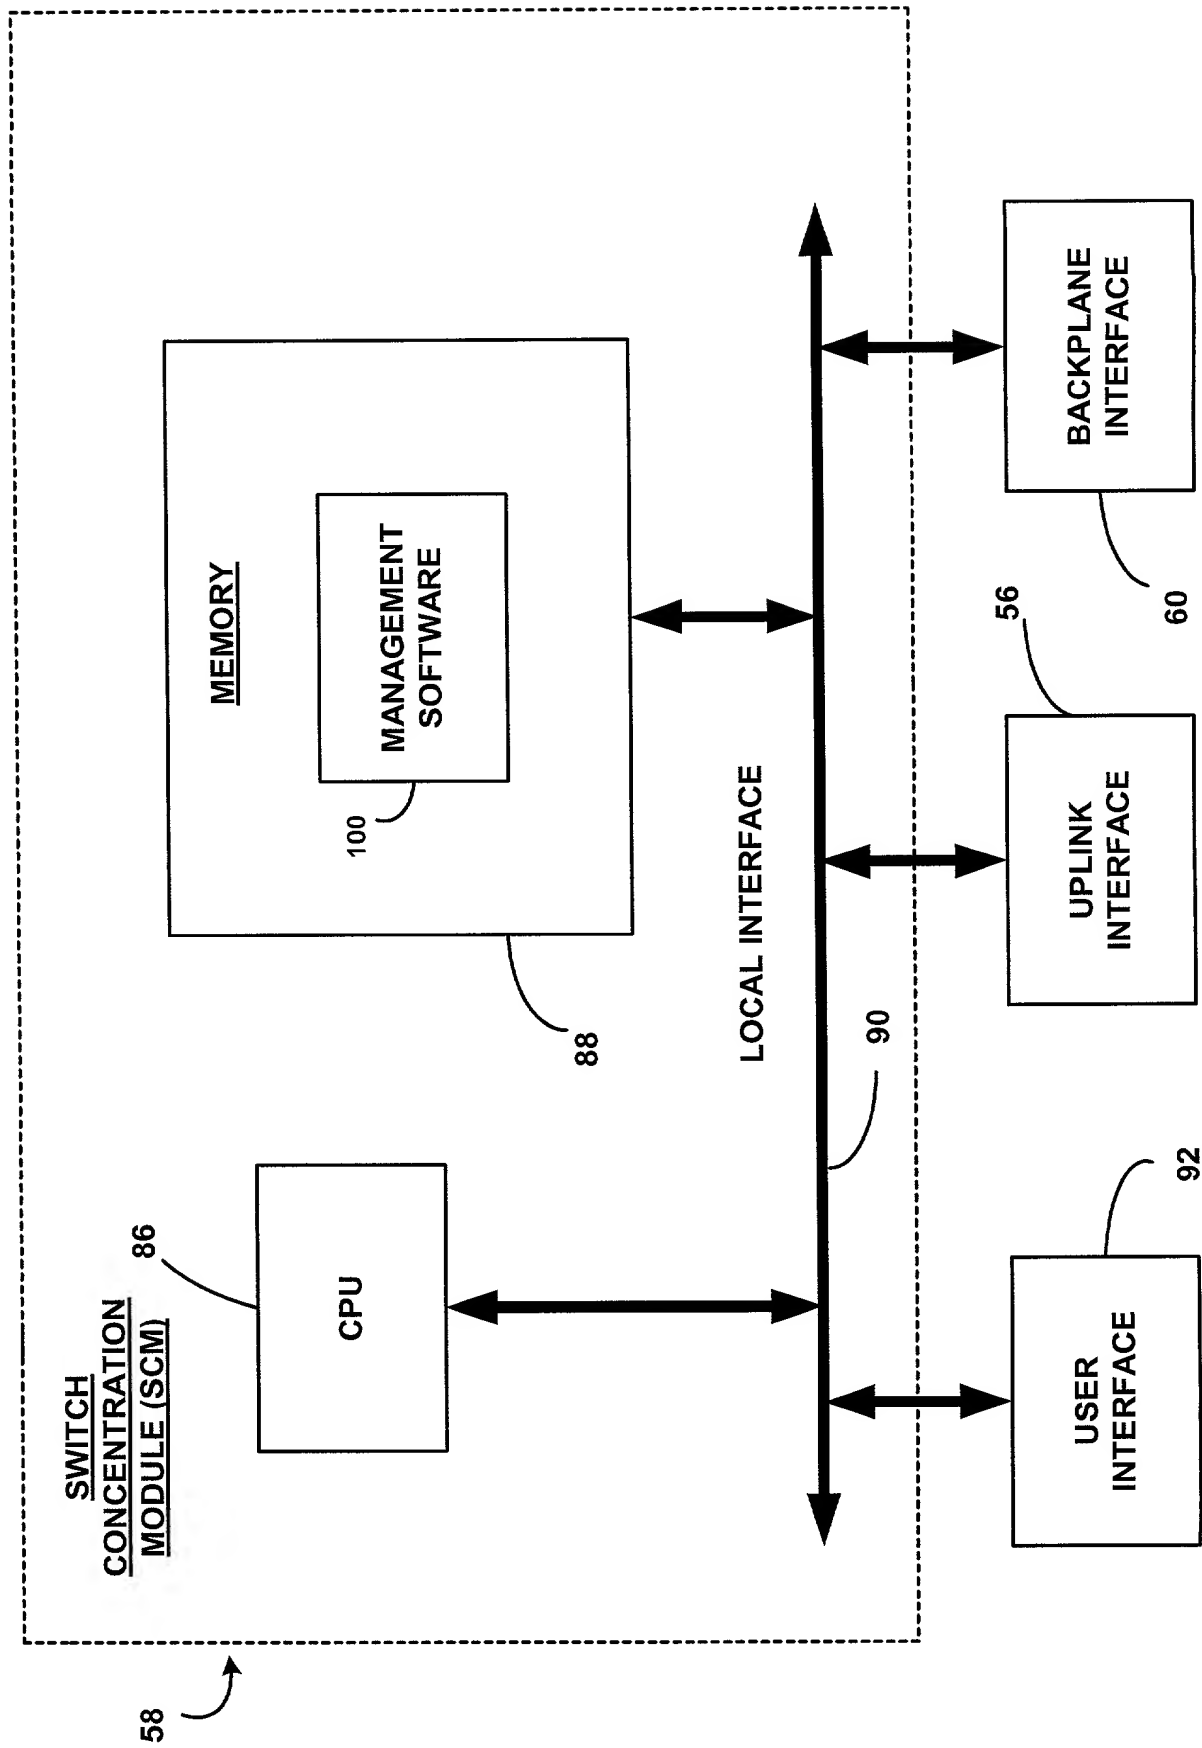 SWITCH
CONCENTRATION
MODULE (SCM)
58
86
CPU
MEMORY
MANAGEMENT
SOFTWARE
100
88
LOCAL INTERFACE
90
USER
INTERFACE
92
UPLINK
INTERFACE
56
BACKPLANE
INTERFACE
60